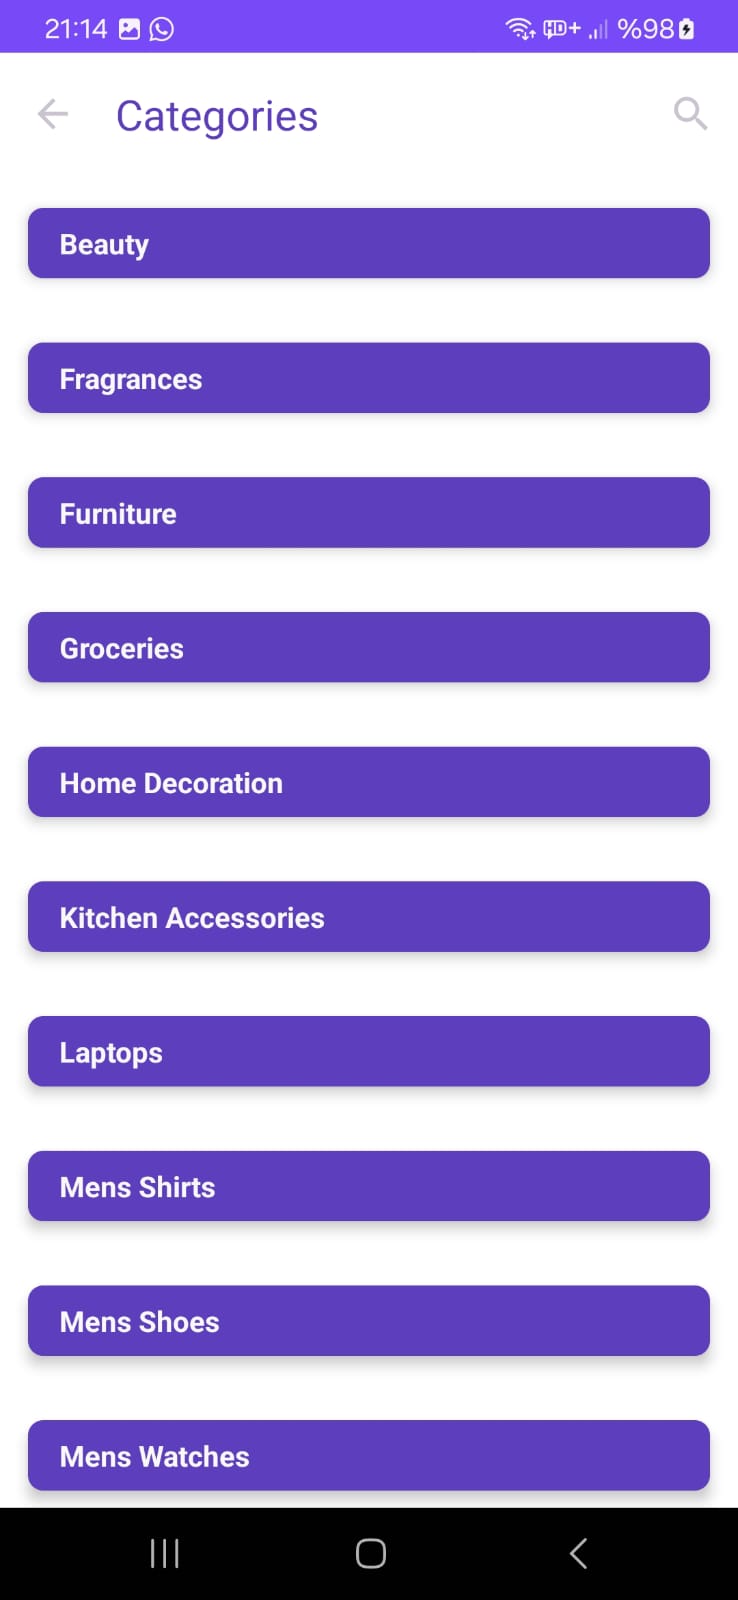 21:14 HD+ %98
Categories
Beauty
Fragrances
Furniture
Groceries
Home Decoration
Kitchen Accessories
Laptops
Mens Shirts
Mens Shoes
Mens Watches